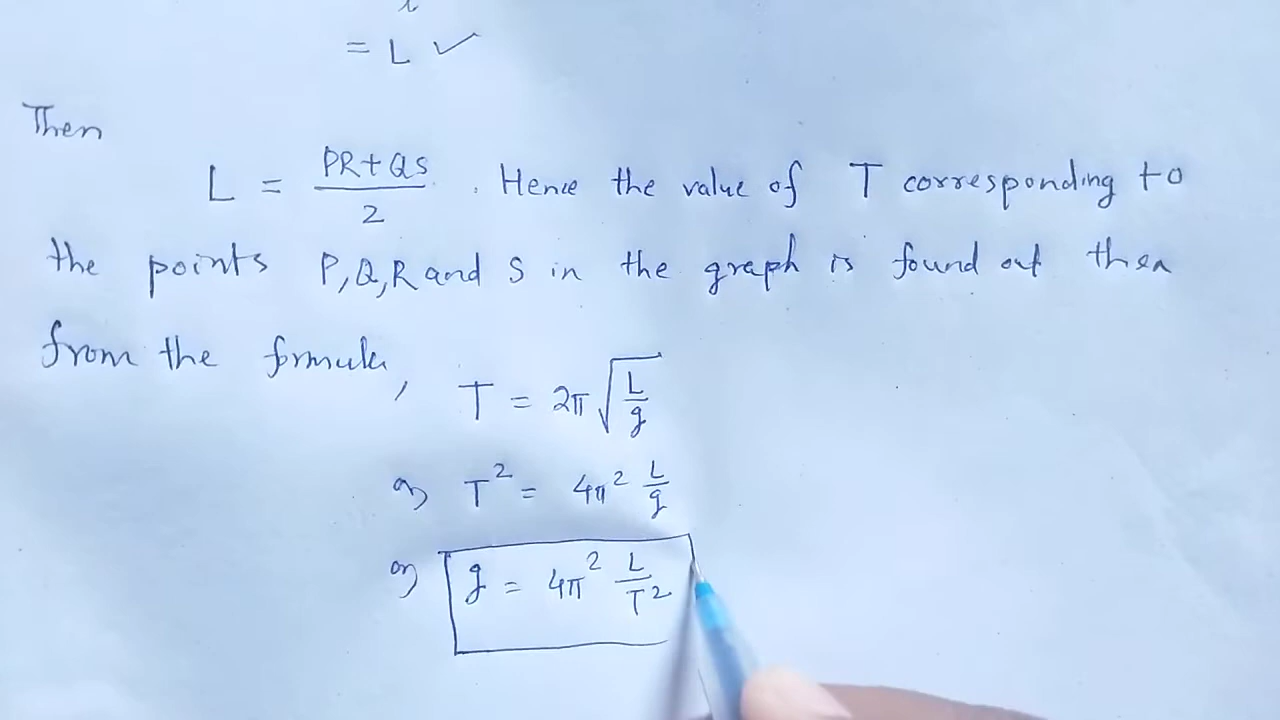 = L ✓
Then
L = PR+QS / 2 . Hence the value of T corresponding to
the points P, Q, R and S in the graph is found out then
from the formula, T = 2π √(L/g)
or T² = 4π² L/g
or g = 4π² L/T²